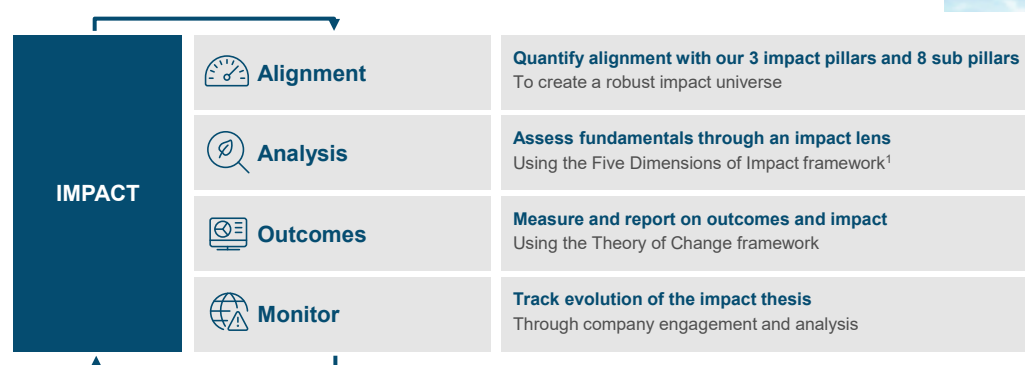 IMPACT
Alignment
Quantify alignment with our 3 impact pillars and 8 sub pillars
To create a robust impact universe
Analysis
Assess fundamentals through an impact lens
Using the Five Dimensions of Impact framework¹
Outcomes
Measure and report on outcomes and impact
Using the Theory of Change framework
Monitor
Track evolution of the impact thesis
Through company engagement and analysis